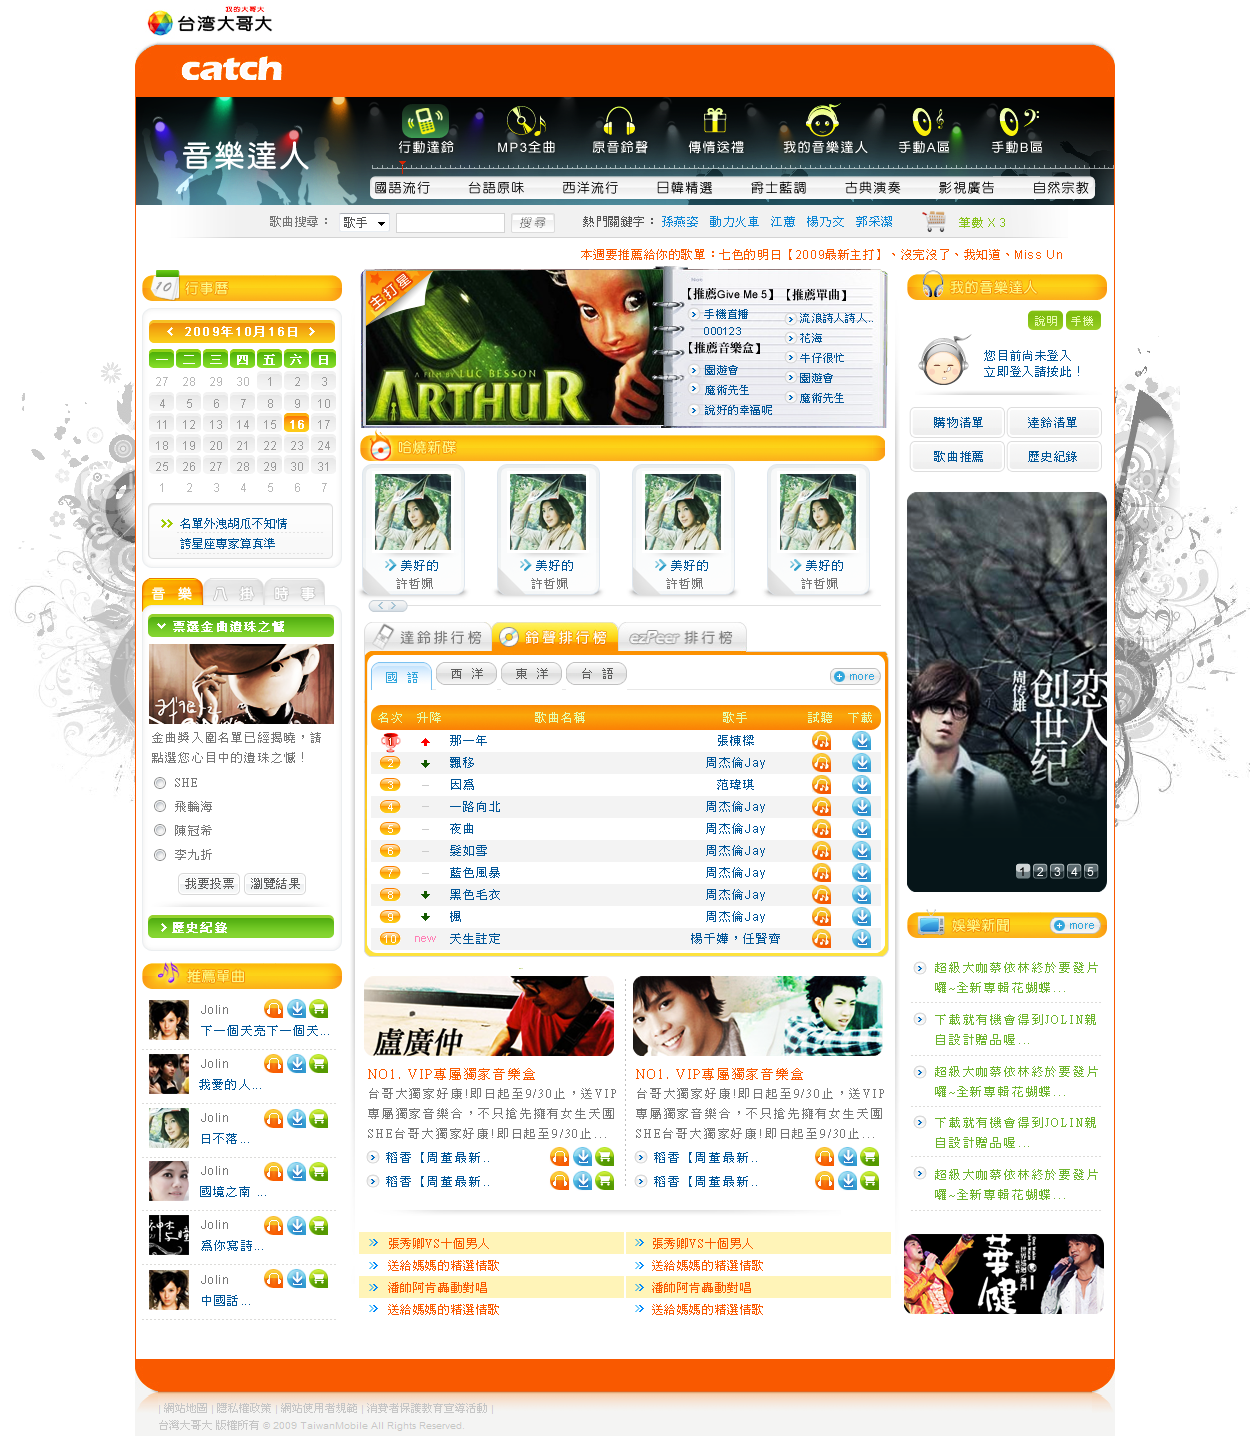 我的大哥大
台湾大哥大
catch
音樂達人
行動達鈴 MP3全曲 原音鈴聲 傳情送禮 我的音樂達人 手動A區 手動B區
國語流行 台語原味 西洋流行 日韓精選 爵士藍調 古典演奏 影視廣告 自然宗教
歌曲搜尋： 歌手 搜尋 熱門關鍵字： 孫燕姿 動力火車 江蕙 楊乃文 郭采潔 筆數 X 3
本週要推薦給你的歌單：七色的明日【2009最新主打】、沒完沒了、我知道、Miss Un
行事曆
10
2009年10月16日
一 二 三 四 五 六 日
27 28 29 30 1 2 3
4 5 6 7 8 9 10
11 12 13 14 15 16 17
18 19 20 21 22 23 24
25 26 27 28 29 30 31
1 2 3 4 5 6 7
名單外洩胡瓜不知情
誇星座專家算真準
音樂 八掛 時事
票選金曲遺珠之憾
金曲獎入圍名單已經揭曉，請
點選您心目中的遺珠之憾！
SHE
飛輪海
陳冠希
李九折
我要投票 瀏覽結果
歷史紀錄
推薦單曲
Jolin
下一個天亮下一個天...
Jolin
我愛的人...
Jolin
日不落...
Jolin
國境之南 ...
Jolin
為你寫詩...
Jolin
中國話...
主打星
A FILM BY LUC BESSON
ARTHUR
【推薦Give Me 5】
手機直播
000123
【推薦音樂盒】
園遊會
魔術先生
說好的幸福呢
【推薦單曲】
流浪詩人詩人..
花海
牛仔很忙
園遊會
魔術先生
哈燒新碟
美好的 美好的 美好的 美好的
許哲珮 許哲珮 許哲珮 許哲珮
達鈴排行榜 鈴聲排行榜 ezPeer 排行榜
國語 西洋 東洋 台語 more
名次 升降 歌曲名稱 歌手 試聽 下載
1 那一年 張棟樑
2 飄移 周杰倫Jay
3 – 因為 范瑋琪
4 – 一路向北 周杰倫Jay
5 – 夜曲 周杰倫Jay
6 – 髮如雪 周杰倫Jay
7 – 藍色風暴 周杰倫Jay
8 黑色毛衣 周杰倫Jay
9 楓 周杰倫Jay
10 new 天生註定 楊千嬅，任賢齊
盧廣仲
NO1. VIP專屬獨家音樂盒
台哥大獨家好康!即日起至9/30止，送VIP
專屬獨家音樂合，不只搶先擁有女生天團
SHE台哥大獨家好康!即日起至9/30止...
稻香【周董最新..
稻香【周董最新..
NO1. VIP專屬獨家音樂盒
台哥大獨家好康!即日起至9/30止，送VIP
專屬獨家音樂合，不只搶先擁有女生天團
SHE台哥大獨家好康!即日起至9/30止...
稻香【周董最新..
稻香【周董最新..
張秀卿VS十個男人 張秀卿VS十個男人
送給媽媽的精選情歌 送給媽媽的精選情歌
潘帥阿肯轟動對唱 潘帥阿肯轟動對唱
送給媽媽的精選情歌 送給媽媽的精選情歌
我的音樂達人
說明 手機
您目前尚未登入
立即登入請按此！
購物清單 達鈴清單
歌曲推薦 歷史紀錄
恋人
创世纪
周俊雄
1 2 3 4 5
娛樂新聞 more
超級大咖蔡依林終於要發片
囉~全新專輯花蝴蝶...
下載就有機會得到JOLIN親
自設計贈品喔...
超級大咖蔡依林終於要發片
囉~全新專輯花蝴蝶...
下載就有機會得到JOLIN親
自設計贈品喔...
超級大咖蔡依林終於要發片
囉~全新專輯花蝴蝶...
華健
| 網站地圖 | 隱私權政策 | 網站使用者規範 | 消費者保護教育宣導活動 |
台灣大哥大 版權所有 © 2009 TaiwanMobile All Rights Reserved.